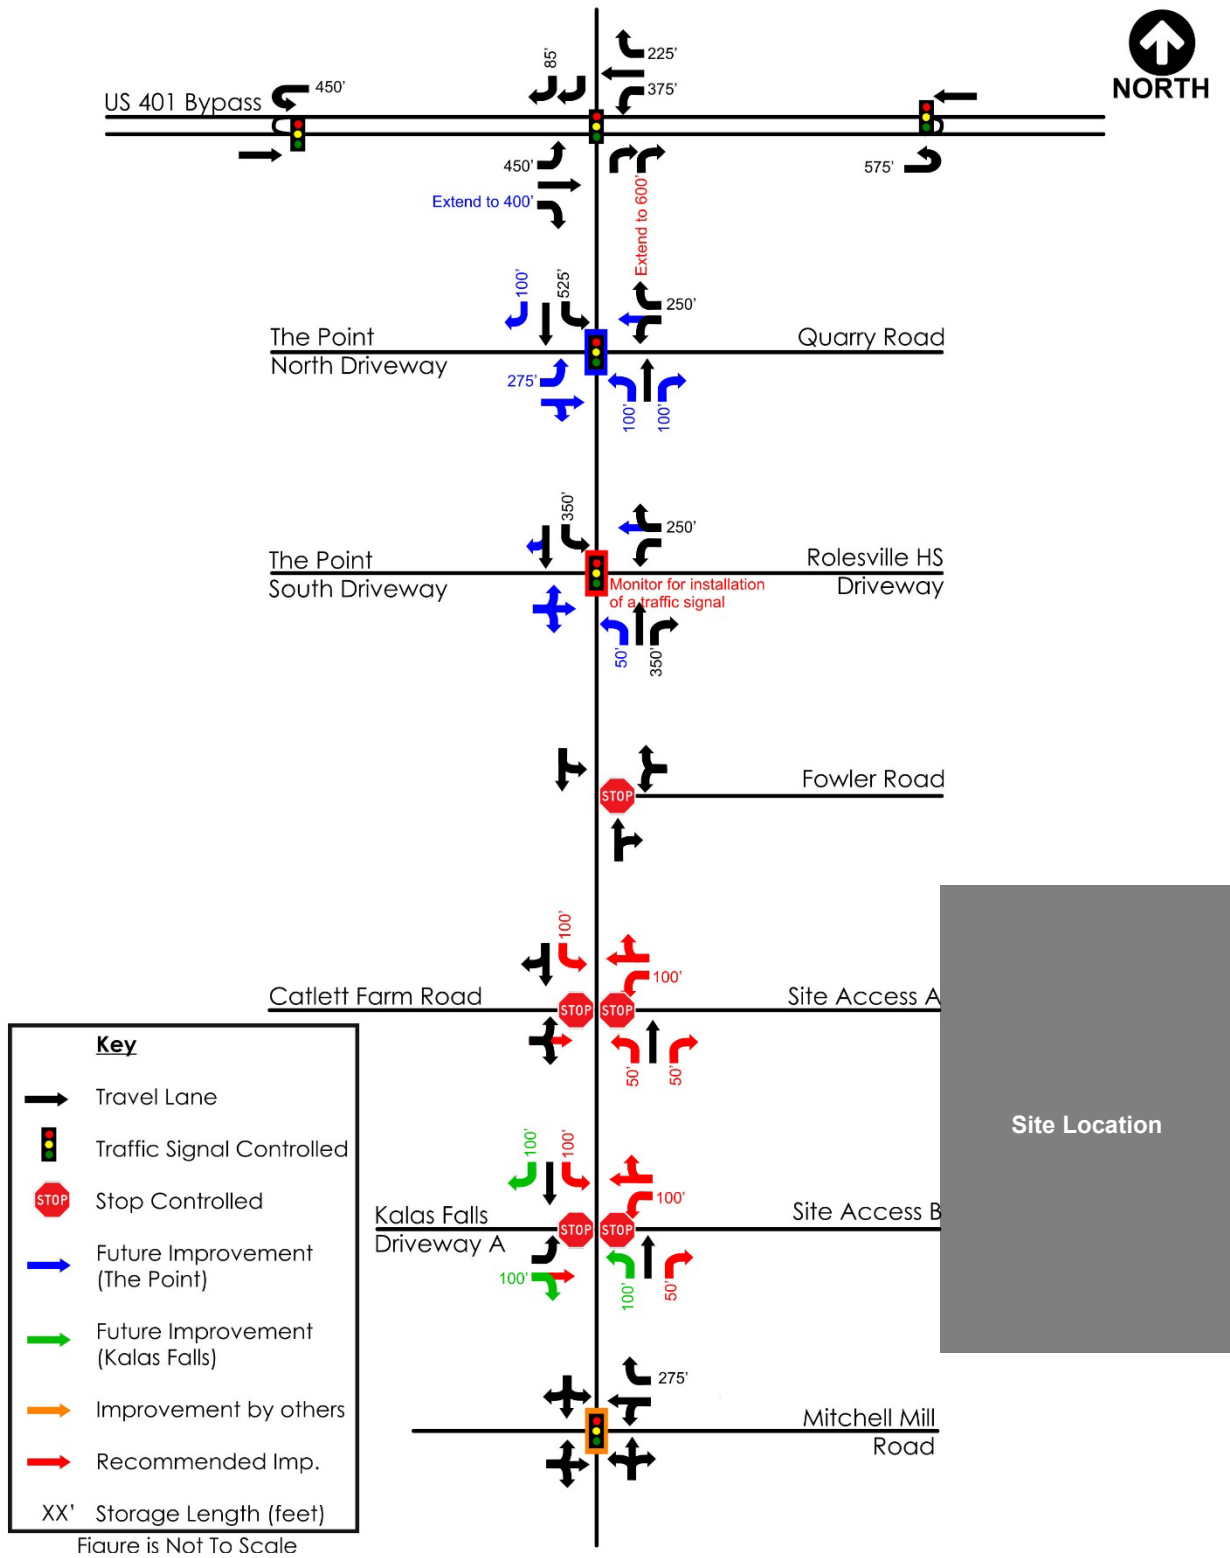 NORTH
85'
225'
375'
US 401 Bypass
450'
450'
Extend to 400'
575'
Extend to 600'
100'
525'
250'
The Point
North Driveway
Quarry Road
275'
100'
100'
350'
250'
The Point
South Driveway
Rolesville HS
Driveway
Monitor for installation
of a traffic signal
50'
350'
Fowler Road
STOP
100'
100'
Catlett Farm Road
STOP
STOP
Site Access A
50'
50'
Site Location
100'
100'
100'
Kalas Falls
Driveway A
STOP
STOP
Site Access B
100'
100'
50'
275'
Mitchell Mill
Road
Key
Travel Lane
Traffic Signal Controlled
STOP
Stop Controlled
Future Improvement
(The Point)
Future Improvement
(Kalas Falls)
Improvement by others
Recommended Imp.
XX' Storage Length (feet)
Figure is Not To Scale